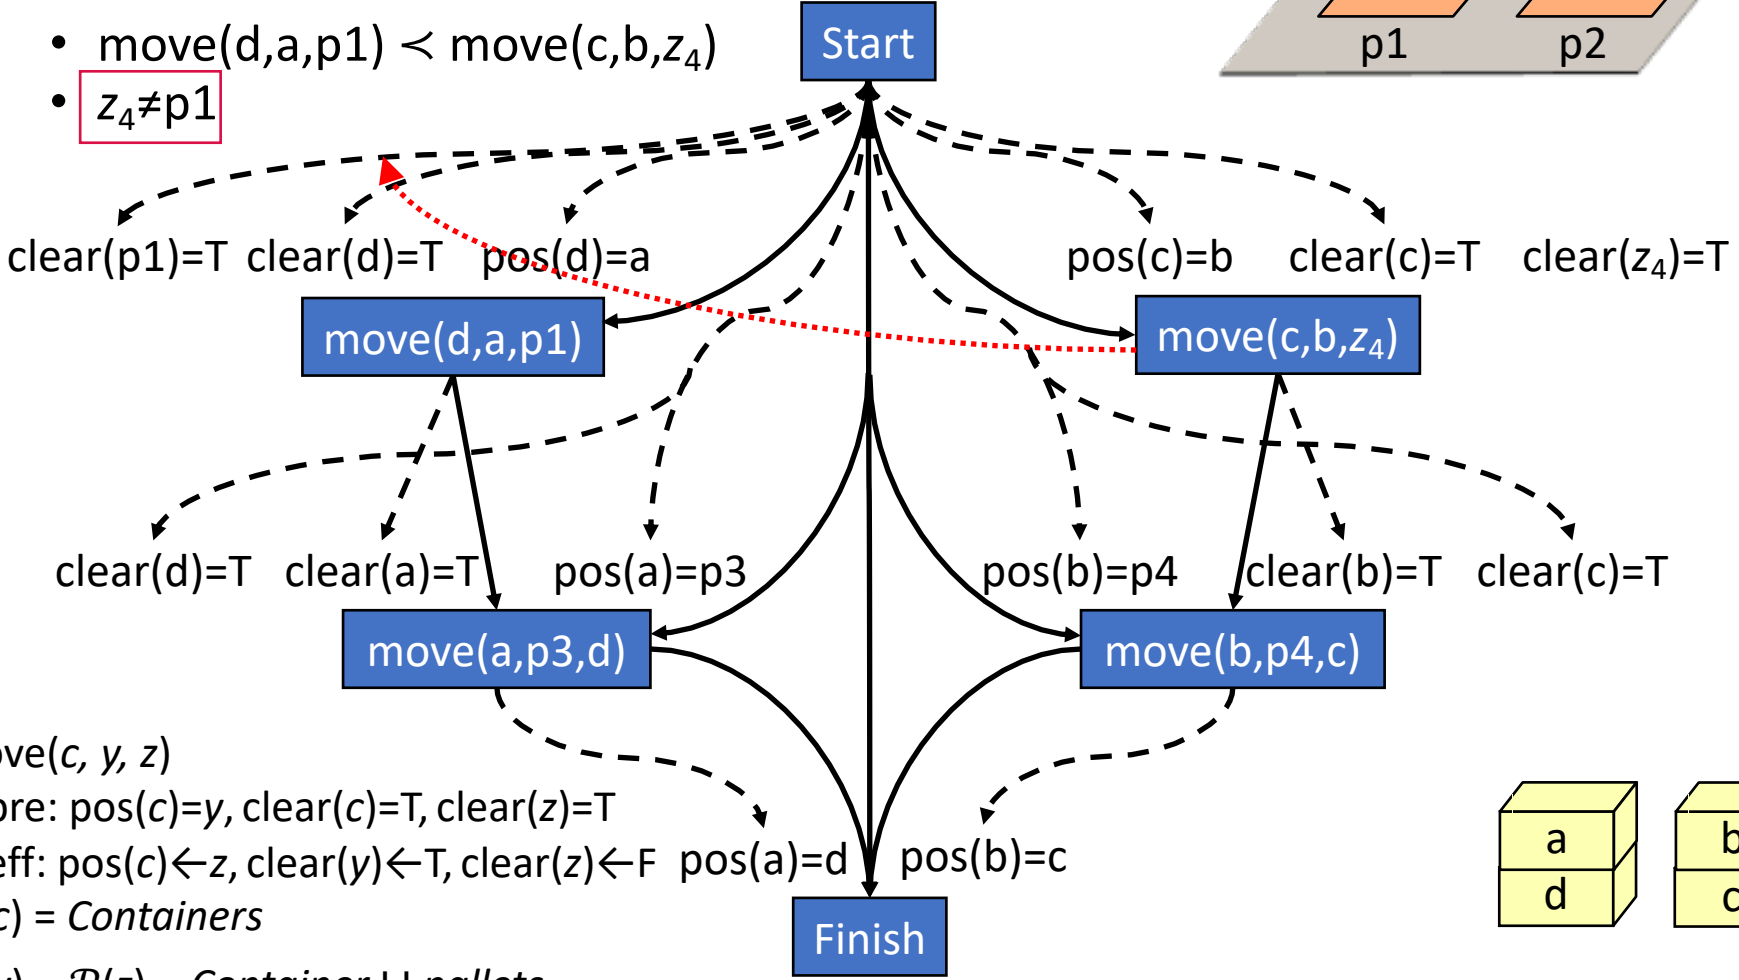 • move(d,a,p1) ≺ move(c,b,z₄)
• z₄≠p1
Start
p1 p2
clear(p1)=T clear(d)=T pos(d)=a pos(c)=b clear(c)=T clear(z₄)=T
move(d,a,p1) move(c,b,z₄)
clear(d)=T clear(a)=T pos(a)=p3 pos(b)=p4 clear(b)=T clear(c)=T
move(a,p3,d) move(b,p4,c)
ove(c, y, z)
pre: pos(c)=y, clear(c)=T, clear(z)=T
eff: pos(c)←z, clear(y)←T, clear(z)←F
pos(a)=d pos(b)=c
a b
d c
c) = Containers
Finish